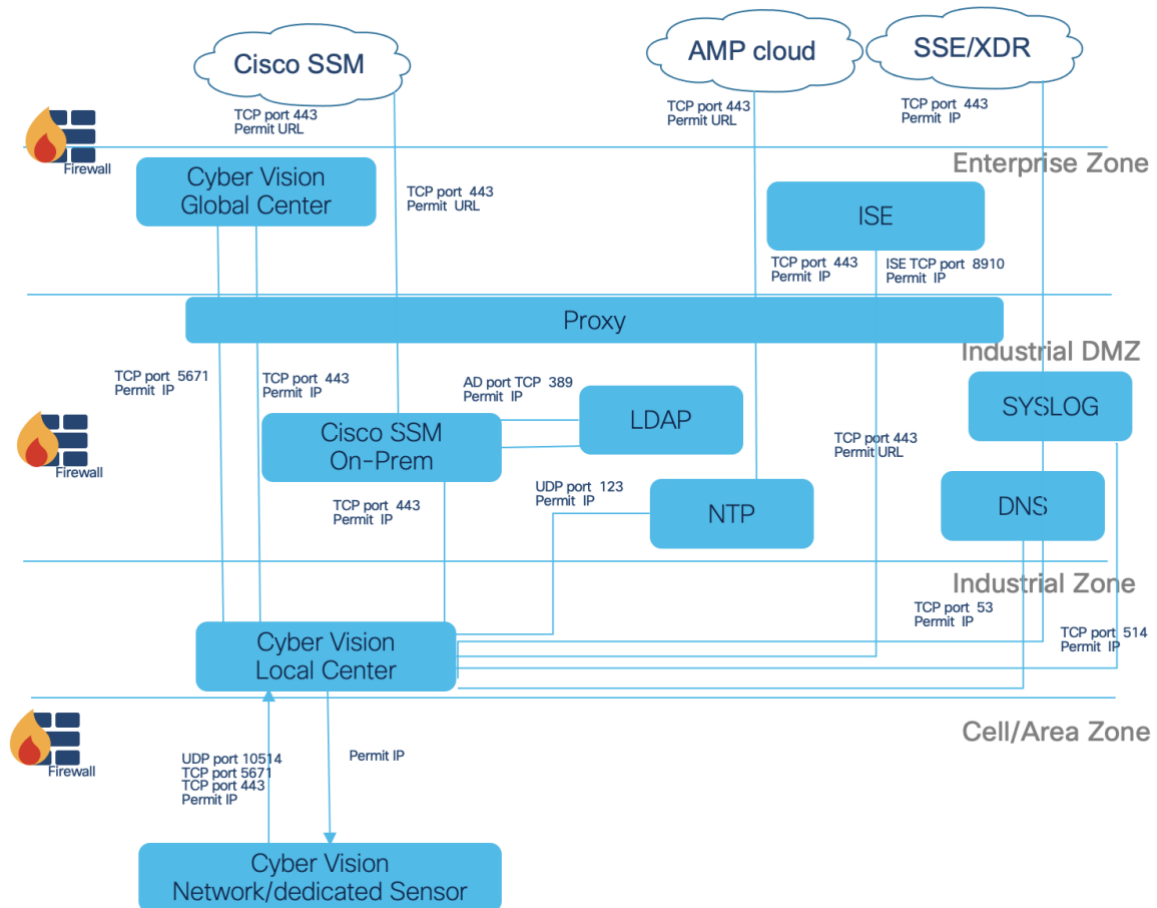 Cisco SSM
AMP cloud
SSE/XDR
TCP port 443
Permit URL
TCP port 443
Permit URL
TCP port 443
Permit IP
Firewall
Enterprise Zone
Cyber Vision
Global Center
TCP port 443
Permit URL
ISE
TCP port 443
Permit IP
ISE TCP port 8910
Permit IP
Proxy
Industrial DMZ
TCP port 5671
Permit IP
TCP port 443
Permit IP
AD port TCP 389
Permit IP
LDAP
SYSLOG
Cisco SSM
On-Prem
Firewall
TCP port 443
Permit URL
TCP port 443
Permit IP
UDP port 123
Permit IP
NTP
DNS
Industrial Zone
TCP port 53
Permit IP
TCP port 514
Permit IP
Cyber Vision
Local Center
Cell/Area Zone
Firewall
UDP port 10514
TCP port 5671
TCP port 443
Permit IP
Permit IP
Cyber Vision
Network/dedicated Sensor